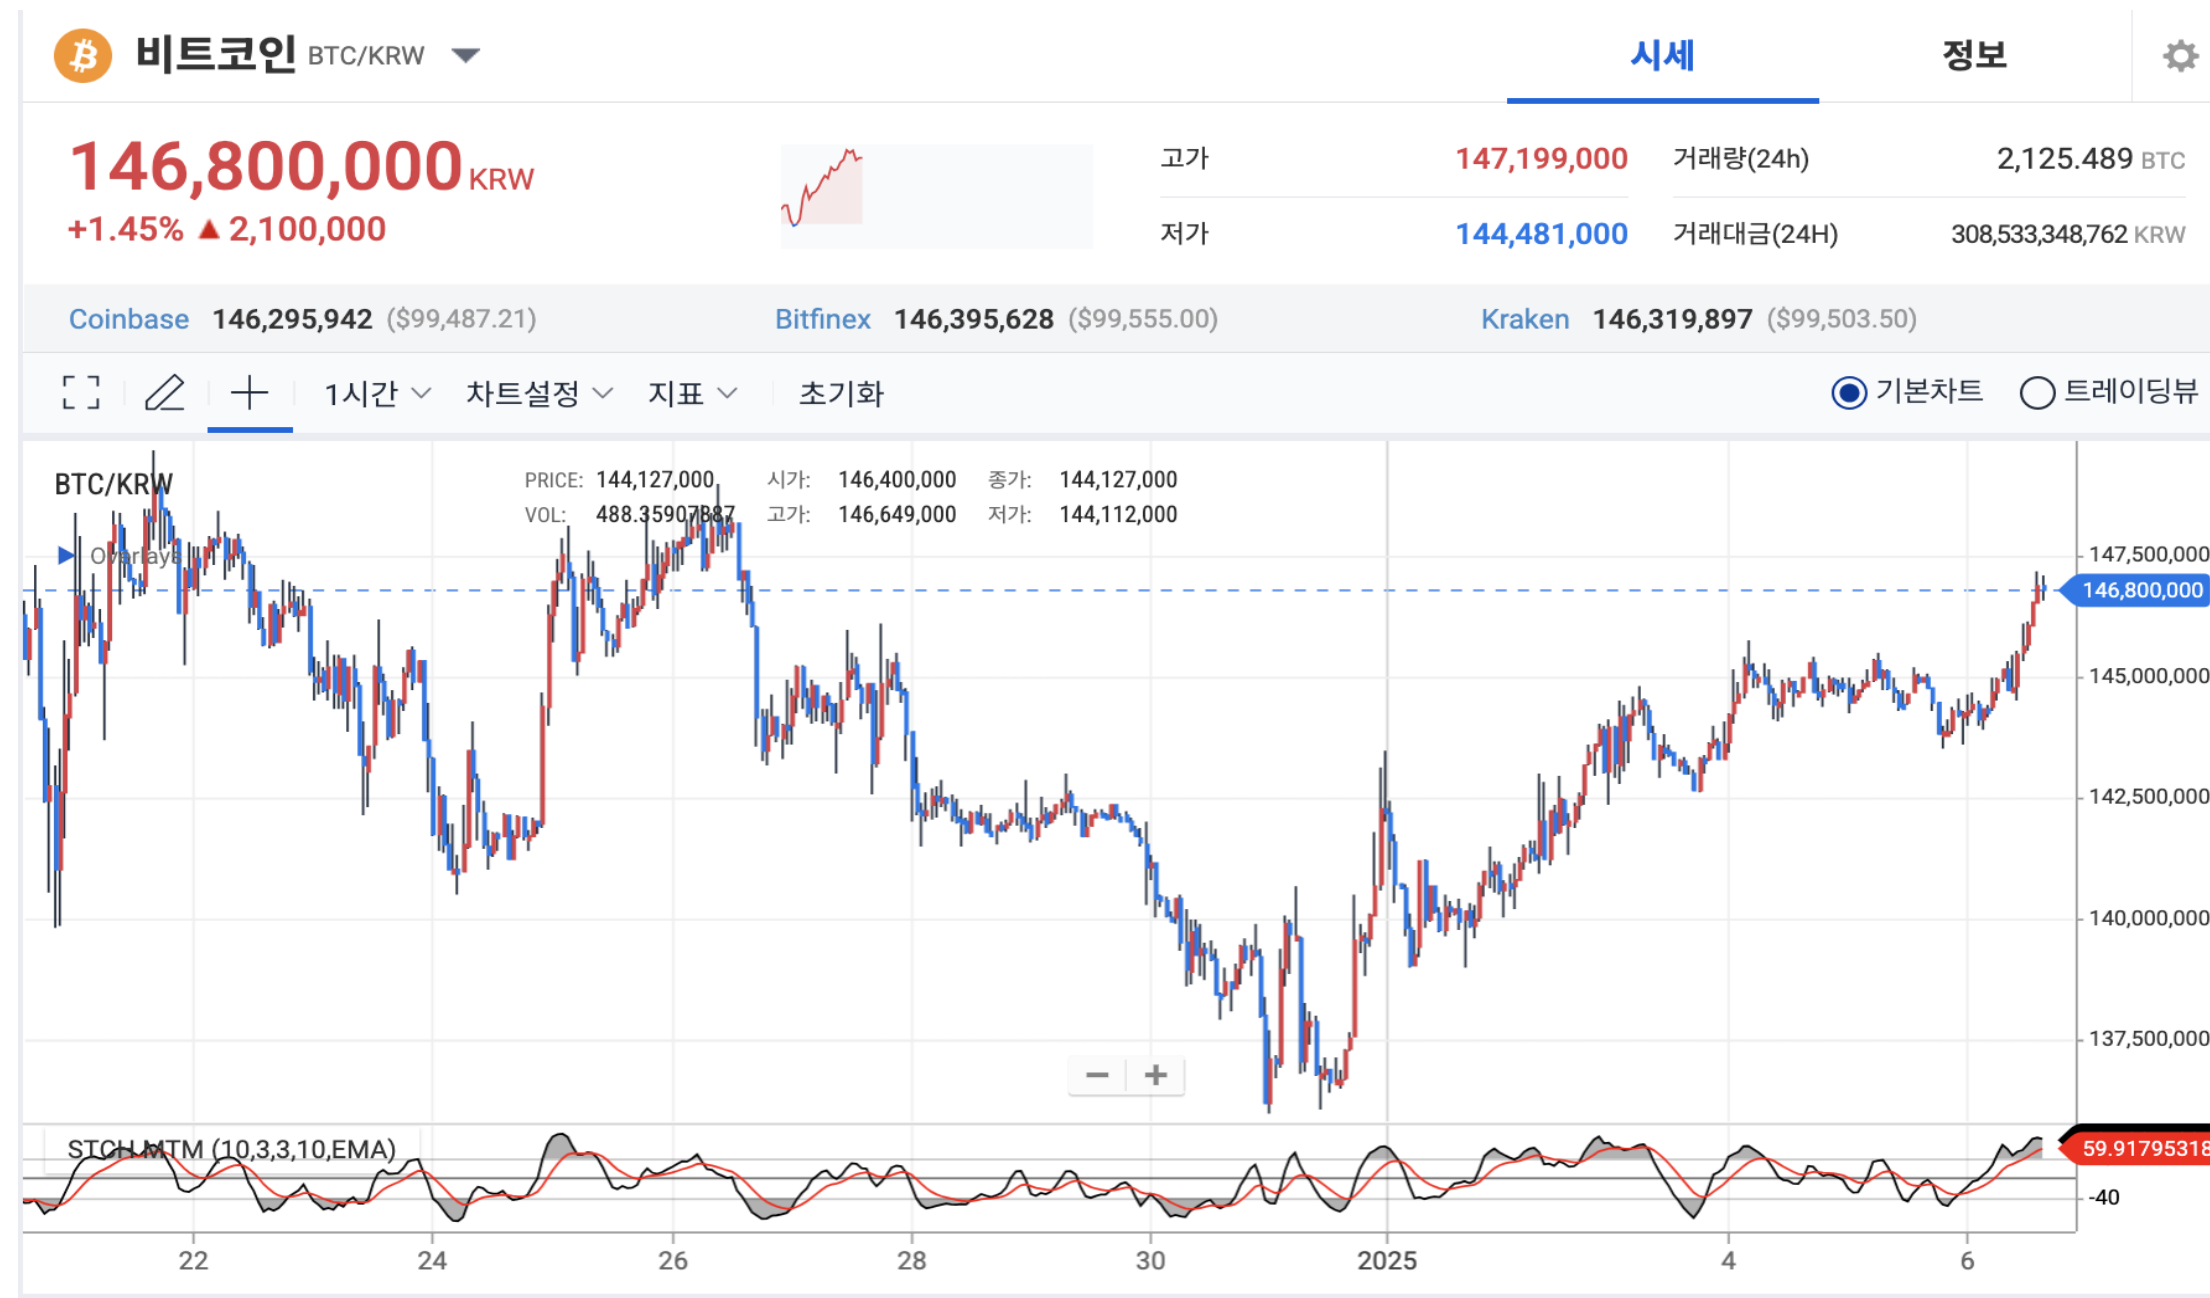 비트코인 BTC/KRW 시세 정보
146,800,000 KRW
+1.45% ▲ 2,100,000
고가 147,199,000 거래량(24h) 2,125.489 BTC
저가 144,481,000 거래대금(24H) 308,533,348,762 KRW
Coinbase 146,295,942 ($99,487.21) Bitfinex 146,395,628 ($99,555.00) Kraken 146,319,897 ($99,503.50)
1시간 차트설정 지표 초기화 기본차트 트레이딩뷰
BTC/KRW
PRICE: 144,127,000 시가: 146,400,000 종가: 144,127,000
VOL: 488.35907887 고가: 146,649,000 저가: 144,112,000
Overlays
147,500,000
146,800,000
145,000,000
142,500,000
140,000,000
137,500,000
STCH MTM (10,3,3,10,EMA)
59.91795318
-40
22 24 26 28 30 2025 4 6